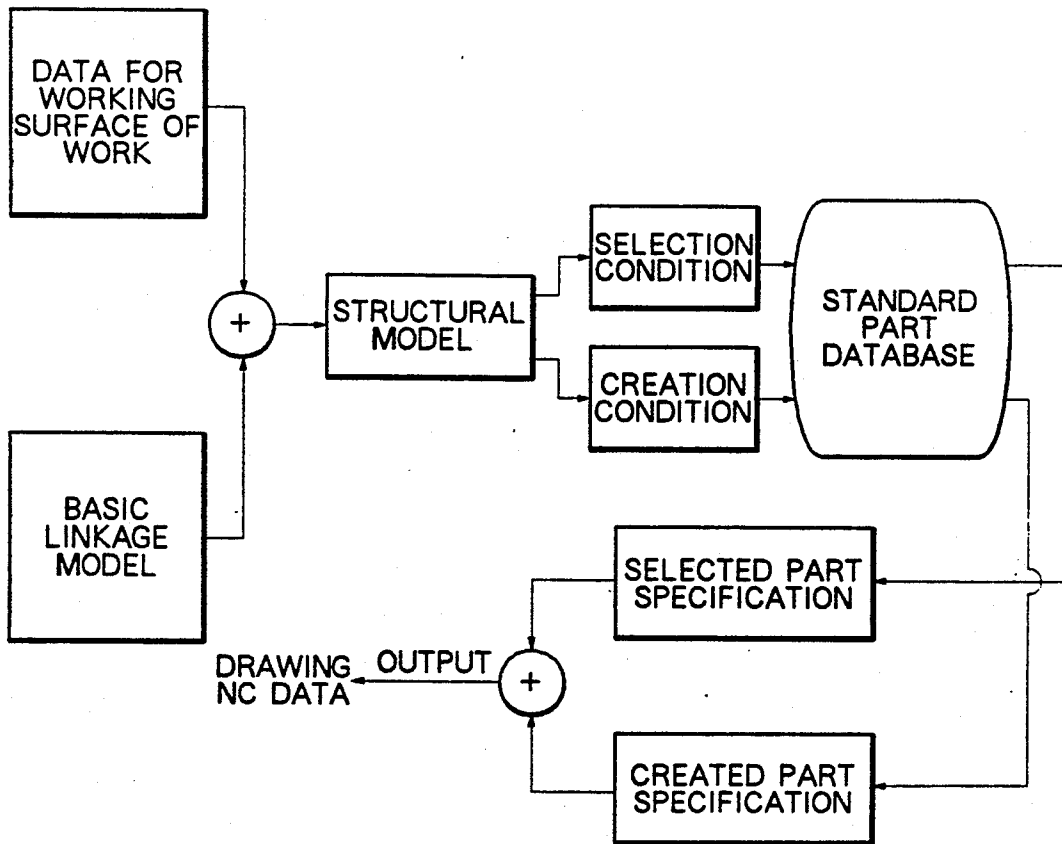 DATA FOR
WORKING
SURFACE OF
WORK
+
STRUCTURAL
MODEL
SELECTION
CONDITION
CREATION
CONDITION
STANDARD
PART
DATABASE
BASIC
LINKAGE
MODEL
SELECTED PART
SPECIFICATION
+
OUTPUT
DRAWING
NC DATA
CREATED PART
SPECIFICATION